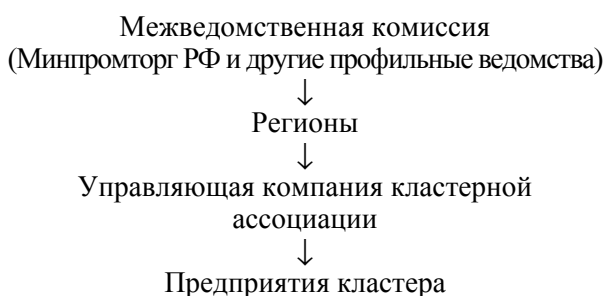 Межведомственная комиссия
(Минпромторг РФ и другие профильные ведомства)
↓
Регионы
↓
Управляющая компания кластерной
ассоциации
↓
Предприятия кластера